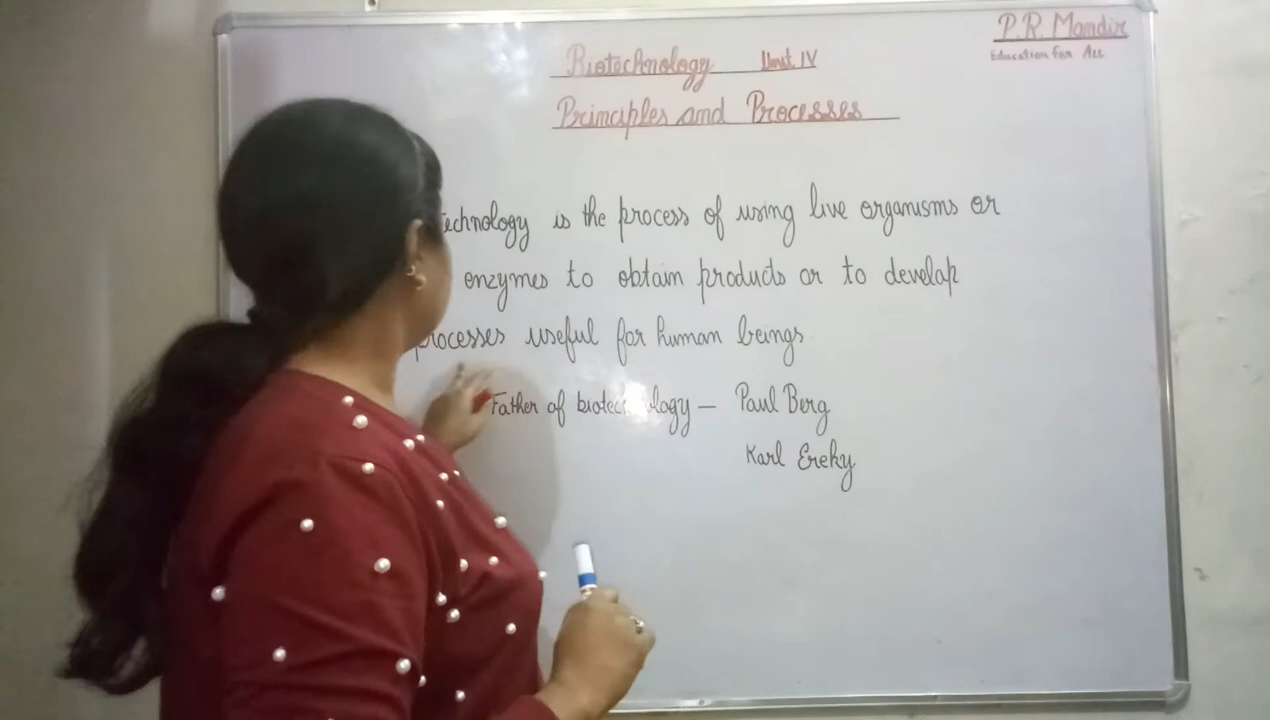 P.R. Mandir
Education for All
Biotechnology Unit IV
Principles and Processes
technology is the process of using live organisms or
enzymes to obtain products or to develop
processes useful for human beings
Father of biotechnology — Paul Berg
Karl Ereky